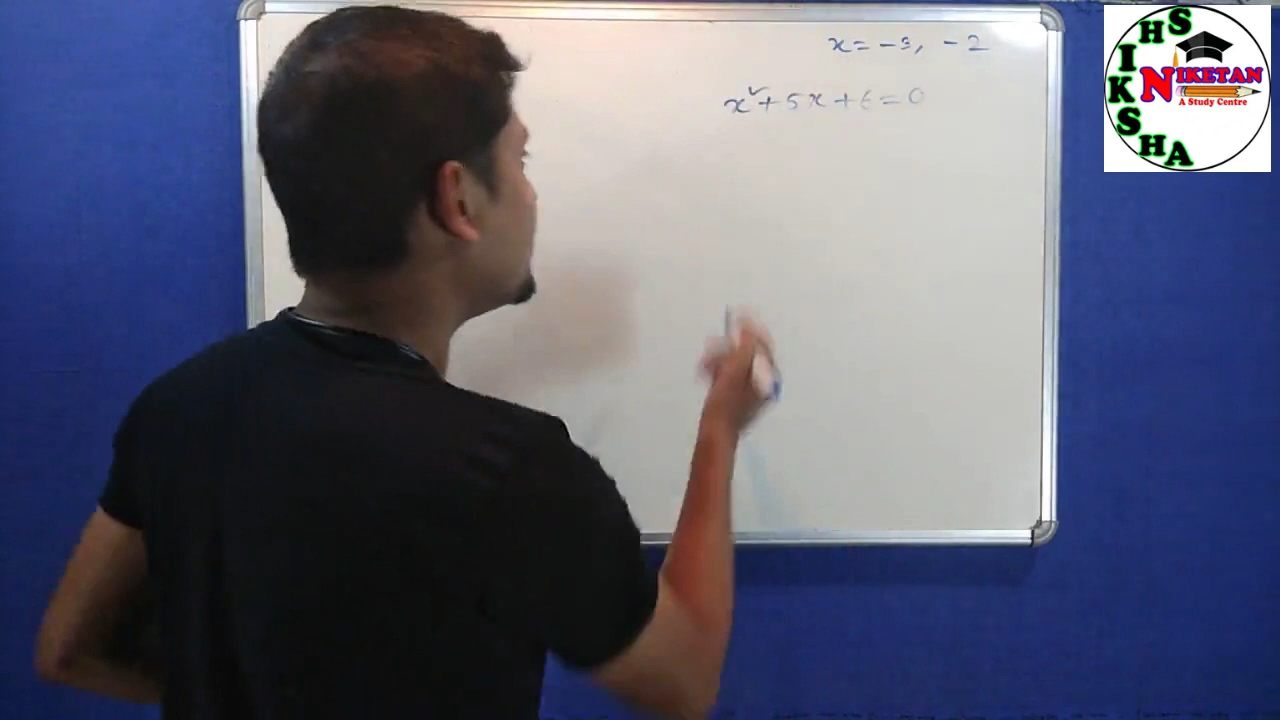 x = -3, -2
x² + 5x + 6 = 0
SHIKSHA
NIKETAN
A Study Centre